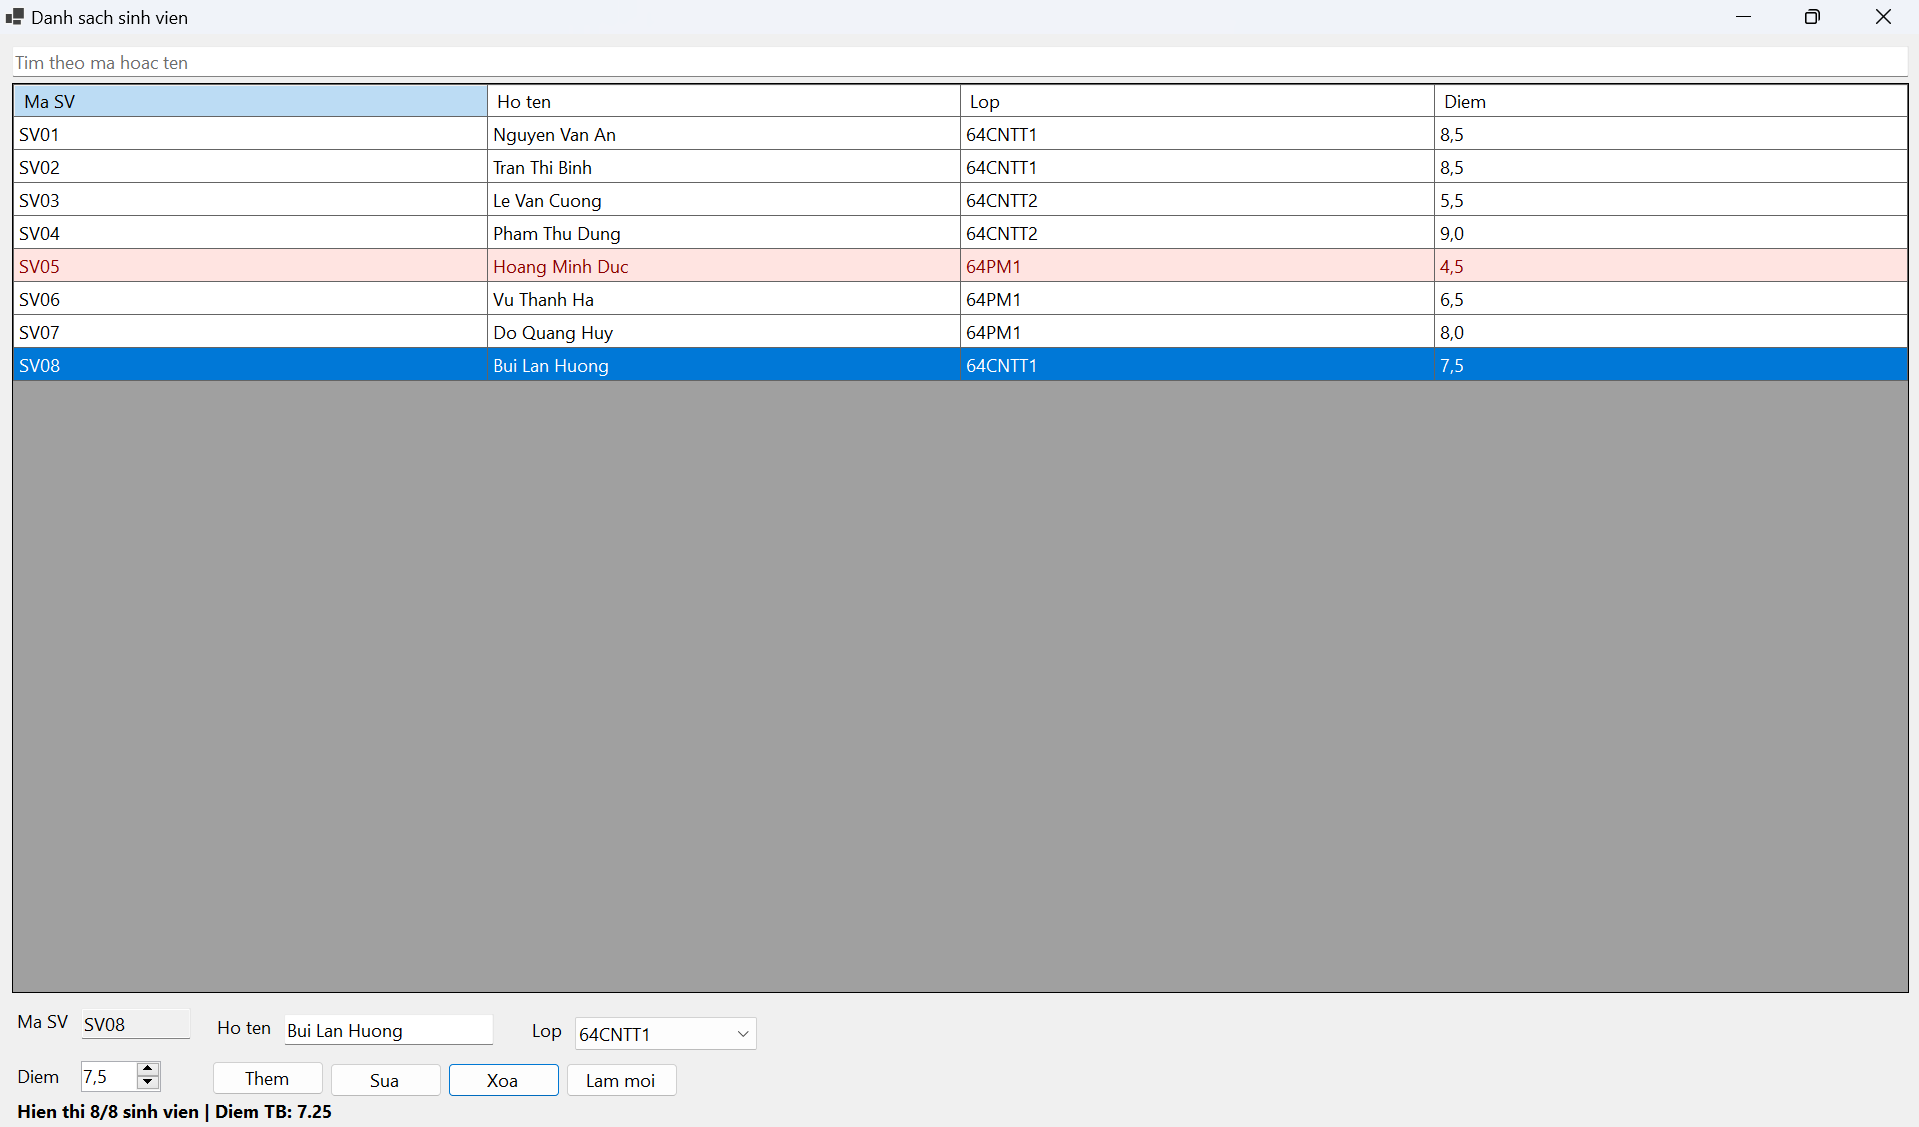 Danh sach sinh vien
Tim theo ma hoac ten
Ma SV Ho ten Lop Diem
SV01 Nguyen Van An 64CNTT1 8,5
SV02 Tran Thi Binh 64CNTT1 8,5
SV03 Le Van Cuong 64CNTT2 5,5
SV04 Pham Thu Dung 64CNTT2 9,0
SV05 Hoang Minh Duc 64PM1 4,5
SV06 Vu Thanh Ha 64PM1 6,5
SV07 Do Quang Huy 64PM1 8,0
SV08 Bui Lan Huong 64CNTT1 7,5
Ma SV SV08 Ho ten Bui Lan Huong Lop 64CNTT1
Diem 7,5 Them Sua Xoa Lam moi
Hien thi 8/8 sinh vien | Diem TB: 7.25